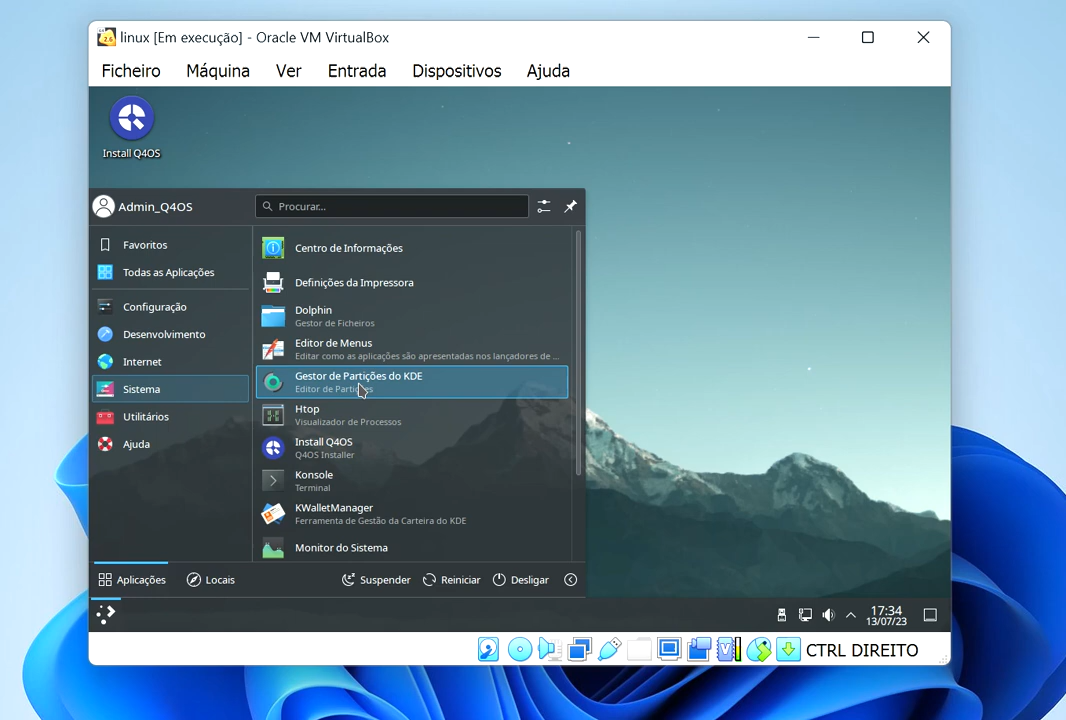 linux [Em execução] - Oracle VM VirtualBox
Ficheiro Máquina Ver Entrada Dispositivos Ajuda
Install Q4OS
Admin_Q4OS
Procurar...
Favoritos
Todas as Aplicações
Configuração
Desenvolvimento
Internet
Sistema
Utilitários
Ajuda
Centro de Informações
Definições da Impressora
Dolphin
Gestor de Ficheiros
Editor de Menus
Editar como as aplicações são apresentadas nos lançadores de ...
Gestor de Partições do KDE
Editor de Partições
Htop
Visualizador de Processos
Install Q4OS
Q4OS Installer
Konsole
Terminal
KWalletManager
Ferramenta de Gestão da Carteira do KDE
Monitor do Sistema
Aplicações Locais Suspender Reiniciar Desligar
17:34
13/07/23
CTRL DIREITO